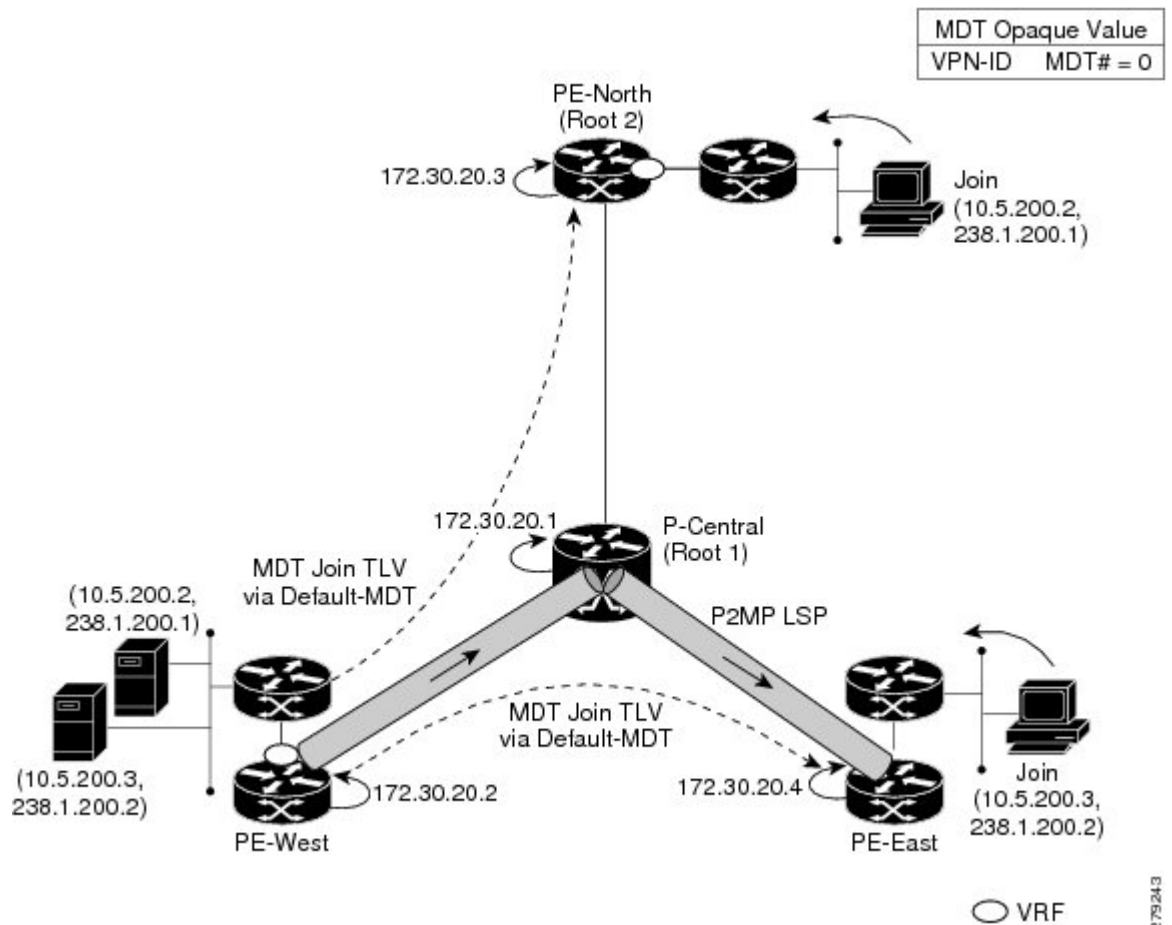 MDT Opaque Value
VPN-ID MDT# = 0
PE-North
(Root 2)
172.30.20.3
Join
(10.5.200.2,
238.1.200.1)
172.30.20.1
P-Central
(Root 1)
MDT Join TLV
via Default-MDT
(10.5.200.2,
238.1.200.1)
P2MP LSP
MDT Join TLV
via Default-MDT
(10.5.200.3,
238.1.200.2)
172.30.20.2
PE-West
172.30.20.4
PE-East
Join
(10.5.200.3,
238.1.200.2)
VRF
279243